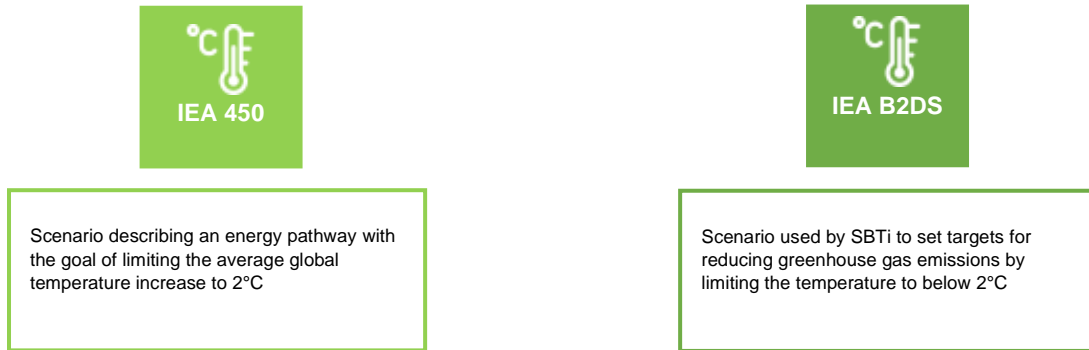 °C
IEA 450
Scenario describing an energy pathway with
the goal of limiting the average global
temperature increase to 2°C
°C
IEA B2DS
Scenario used by SBTi to set targets for
reducing greenhouse gas emissions by
limiting the temperature to below 2°C